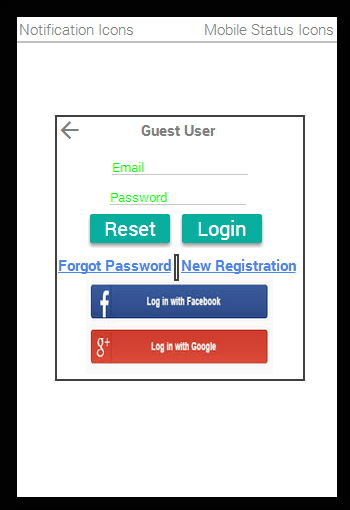 Notification Icons Mobile Status Icons
Guest User
Email
Password
Reset Login
Forgot Password New Registration
f Log in with Facebook
g+ Log in with Google